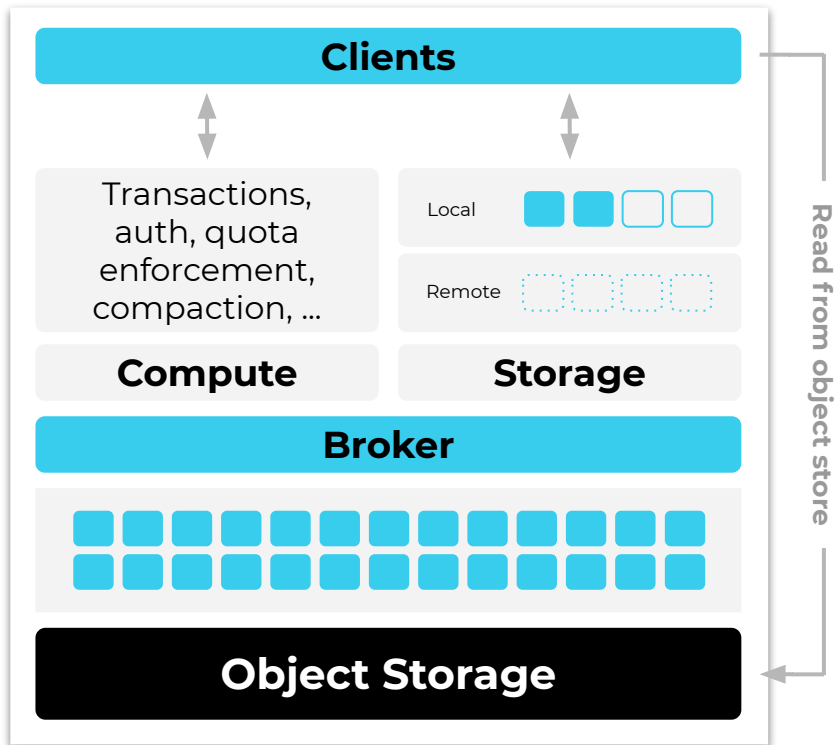 Clients
Transactions,
auth, quota
enforcement,
compaction, ...
Local
Remote
Compute
Storage
Broker
Object Storage
Read from object store